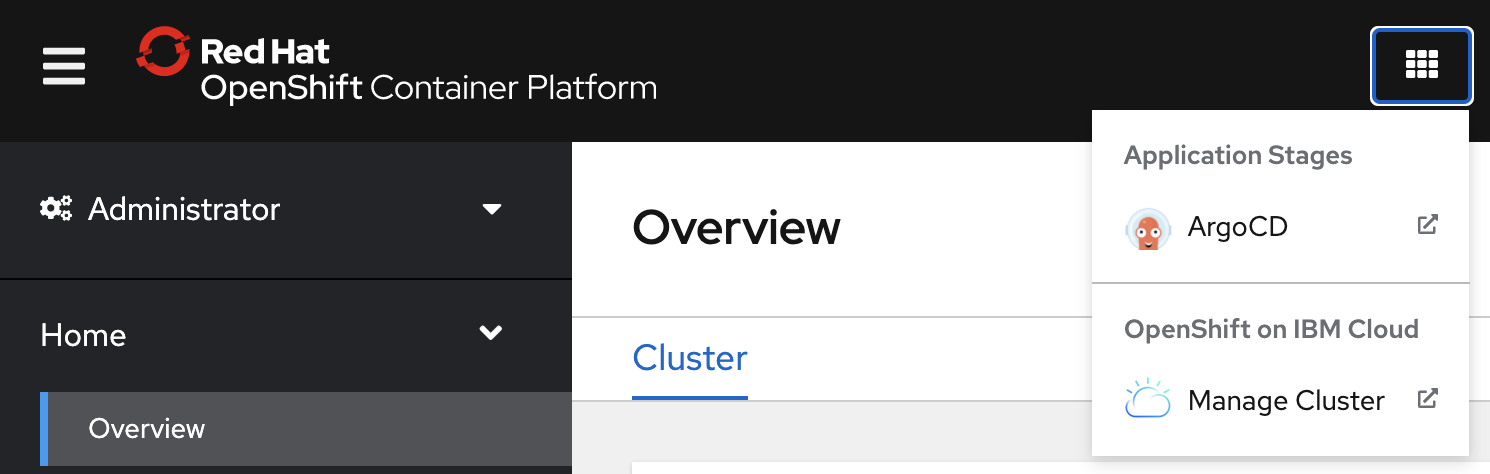 Red Hat
OpenShift Container Platform
Administrator
Home
Overview
Overview
Cluster
Application Stages
ArgoCD
OpenShift on IBM Cloud
Manage Cluster